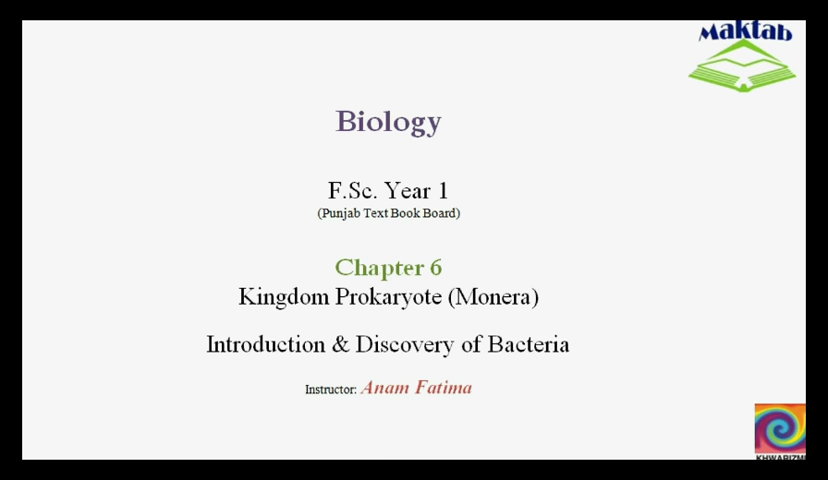 Maktab
Biology
F.Sc. Year 1
(Punjab Text Book Board)
Chapter 6
Kingdom Prokaryote (Monera)
Introduction & Discovery of Bacteria
Instructor: Anam Fatima
KHWARIZMI